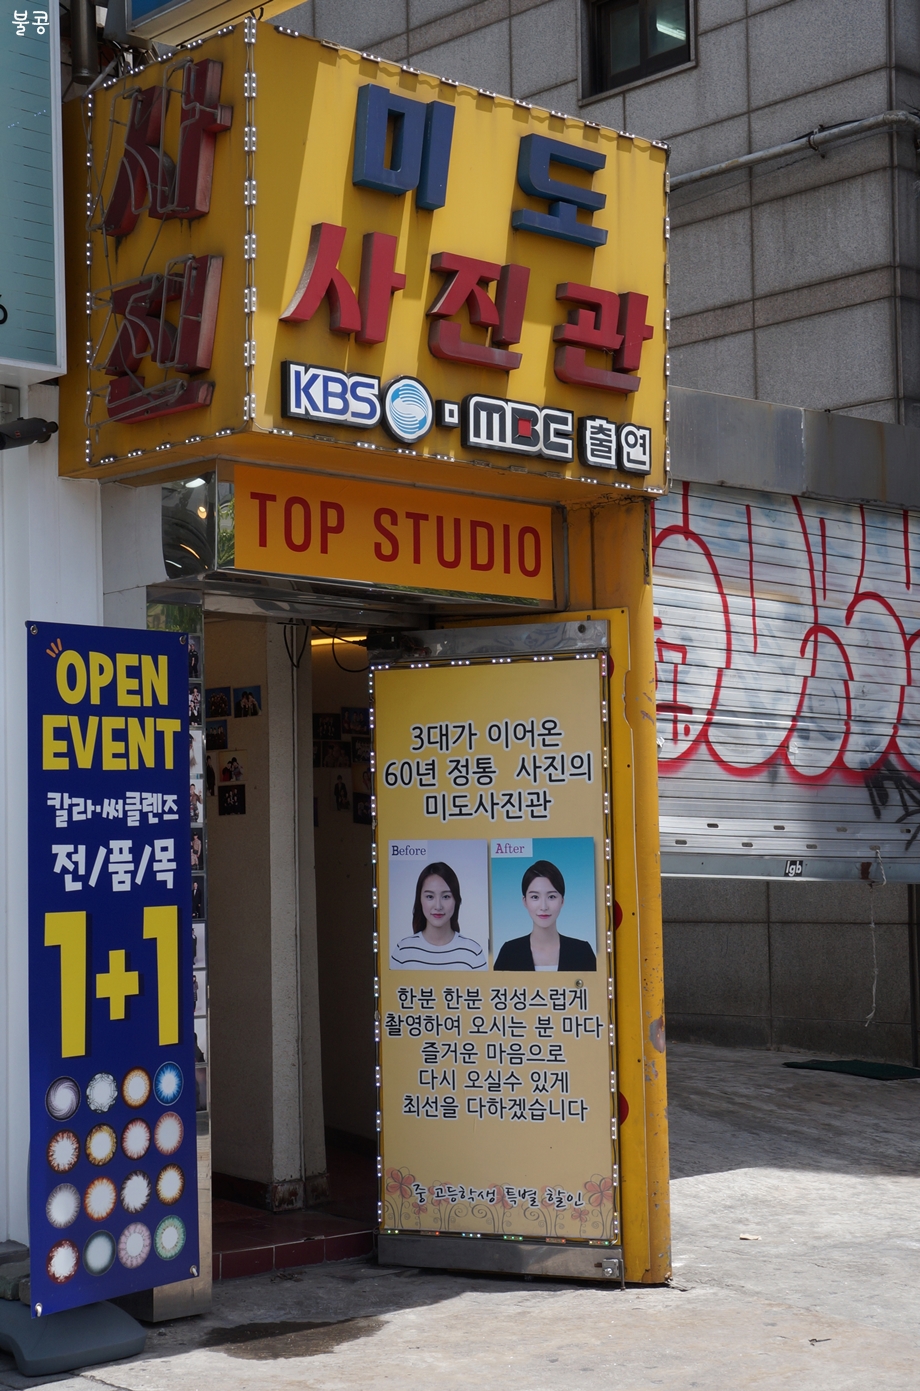 불콩
사
진
미도
사진관
KBS · MBC 출연
TOP STUDIO
OPEN
EVENT
칼라·써클렌즈
전/품/목
1+1
3대가 이어온
60년 정통 사진의
미도사진관
Before
After
한분 한분 정성스럽게
촬영하여 오시는 분 마다
즐거운 마음으로
다시 오실수 있게
최선을 다하겠습니다
중 고등학생 특별 할인
lgb